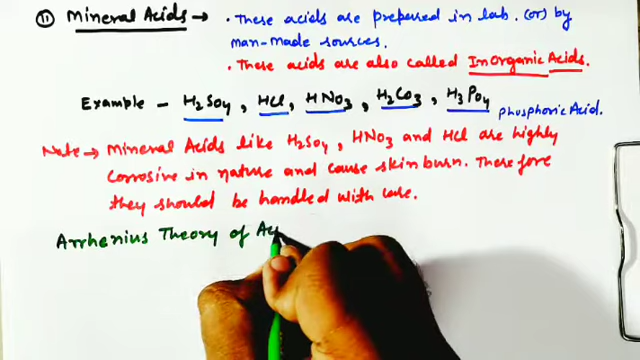 (ii) Mineral Acids → • These acids are prepared in lab. (or) by
man-made sources.
• These acids are also called InOrganic Acids.
Example - H2SO4, HCl, HNO3, H2CO3, H3PO4 phosphoric Acid.
Note → Mineral Acids like H2SO4, HNO3 and HCl are highly
corrosive in nature and cause skin burn. Therefore
they should be handled with care.
Arrhenius Theory of Ac